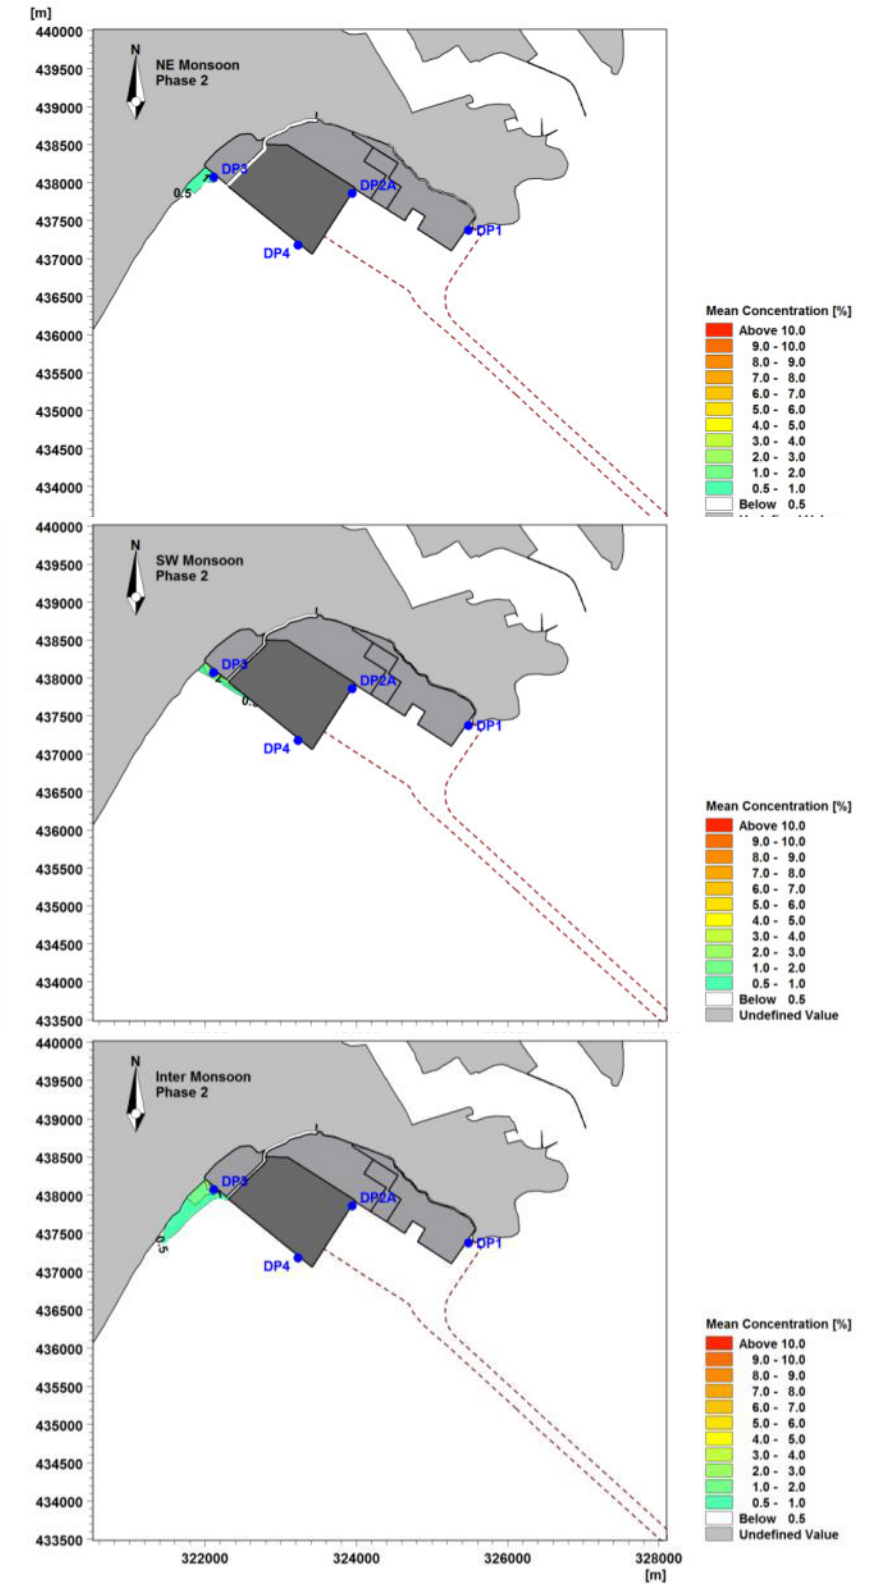 [m]
440000
439500
439000
438500
438000
437500
437000
436500
436000
435500
435000
434500
434000
N
NE Monsoon
Phase 2
DP3
0.5
DP2A
DP1
DP4
Mean Concentration [%]
Above 10.0
9.0 - 10.0
8.0 - 9.0
7.0 - 8.0
6.0 - 7.0
5.0 - 6.0
4.0 - 5.0
3.0 - 4.0
2.0 - 3.0
1.0 - 2.0
0.5 - 1.0
Below 0.5
440000
439500
439000
438500
438000
437500
437000
436500
436000
435500
435000
434500
434000
433500
N
SW Monsoon
Phase 2
DP3
DP2A
DP1
DP4
Mean Concentration [%]
Above 10.0
9.0 - 10.0
8.0 - 9.0
7.0 - 8.0
6.0 - 7.0
5.0 - 6.0
4.0 - 5.0
3.0 - 4.0
2.0 - 3.0
1.0 - 2.0
0.5 - 1.0
Below 0.5
Undefined Value
440000
439500
439000
438500
438000
437500
437000
436500
436000
435500
435000
434500
434000
433500
N
Inter Monsoon
Phase 2
DP3
DP2A
0.5
DP1
DP4
Mean Concentration [%]
Above 10.0
9.0 - 10.0
8.0 - 9.0
7.0 - 8.0
6.0 - 7.0
5.0 - 6.0
4.0 - 5.0
3.0 - 4.0
2.0 - 3.0
1.0 - 2.0
0.5 - 1.0
Below 0.5
Undefined Value
322000 324000 326000 328000
[m]